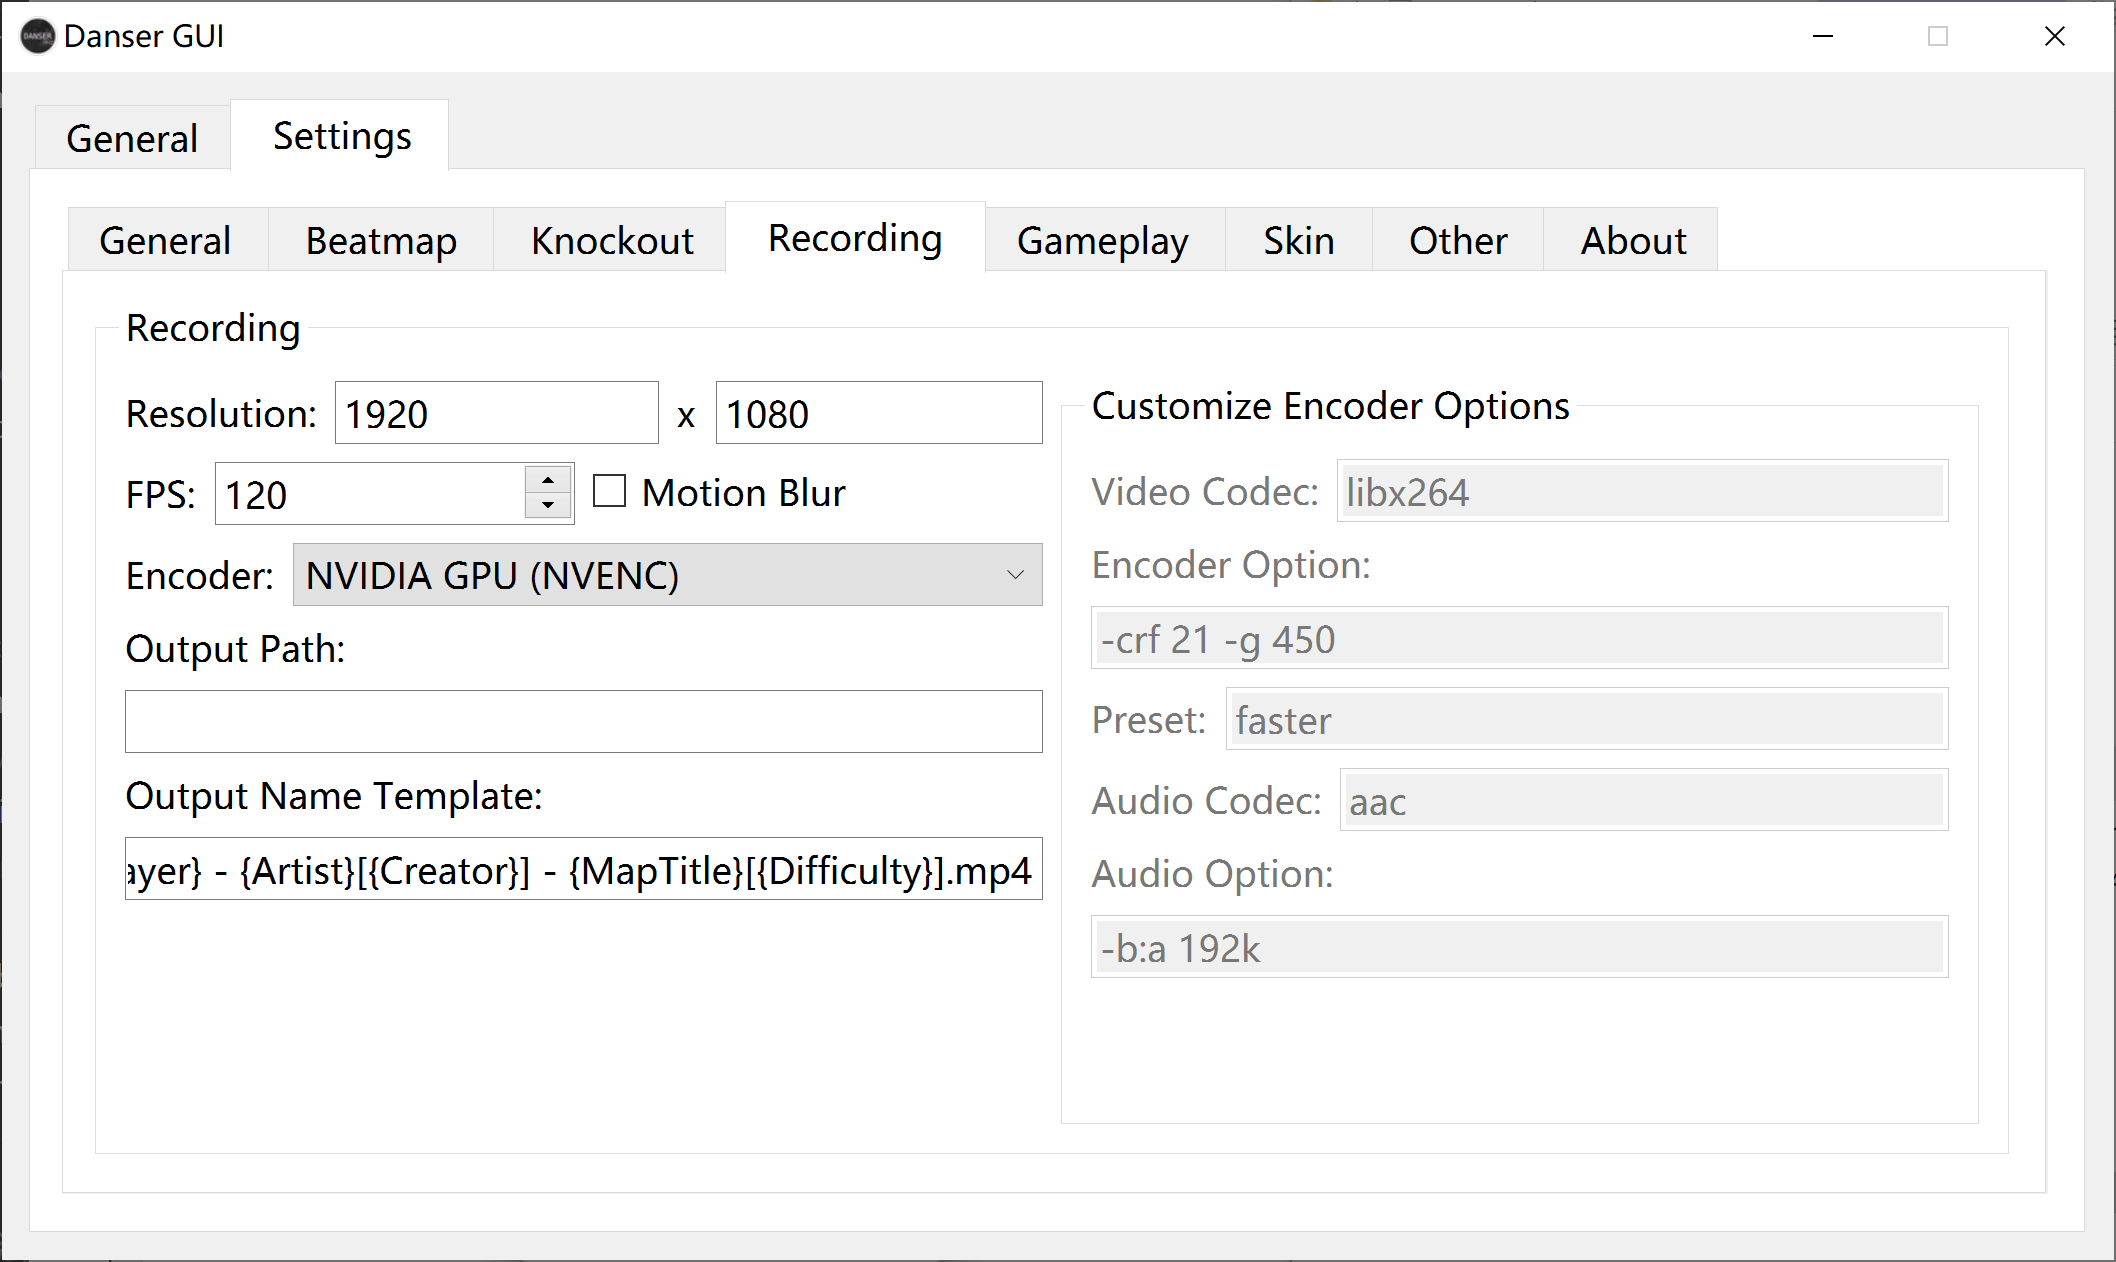 Danser GUI
General Settings
General Beatmap Knockout Recording Gameplay Skin Other About
Recording
Resolution: 1920 x 1080
FPS: 120 Motion Blur
Encoder: NVIDIA GPU (NVENC)
Output Path:
Output Name Template:
ayer} - {Artist}[{Creator}] - {MapTitle}[{Difficulty}].mp4
Customize Encoder Options
Video Codec: libx264
Encoder Option:
-crf 21 -g 450
Preset: faster
Audio Codec: aac
Audio Option:
-b:a 192k